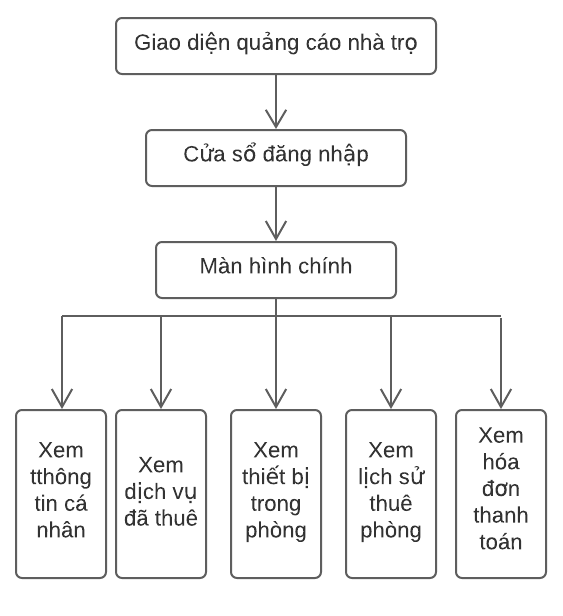 Giao diện quảng cáo nhà trọ
Cửa sổ đăng nhập
Màn hình chính
Xem
tthông
tin cá
nhân
Xem
dịch vụ
đã thuê
Xem
thiết bị
trong
phòng
Xem
lịch sử
thuê
phòng
Xem
hóa
đơn
thanh
toán